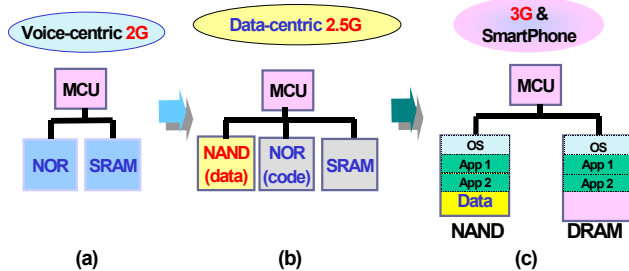 Voice-centric 2G
MCU
NOR
SRAM
(a)
Data-centric 2.5G
MCU
NAND
(data)
NOR
(code)
SRAM
(b)
3G &
SmartPhone
MCU
OS
App 1
App 2
Data
NAND
OS
App 1
App 2
DRAM
(c)